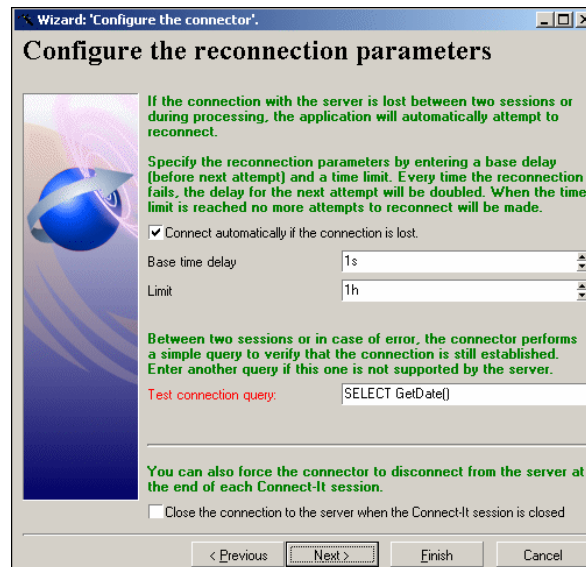 Wizard: 'Configure the connector'.
Configure the reconnection parameters
If the connection with the server is lost between two sessions or
during processing, the application will automatically attempt to
reconnect.
Specify the reconnection parameters by entering a base delay
(before next attempt) and a time limit. Every time the reconnection
fails, the delay for the next attempt will be doubled. When the time
limit is reached no more attempts to reconnect will be made.
Connect automatically if the connection is lost.
Base time delay 1s
Limit 1h
Between two sessions or in case of error, the connector performs
a simple query to verify that the connection is still established.
Enter another query if this one is not supported by the server.
Test connection query: SELECT GetDate()
You can also force the connector to disconnect from the server at
the end of each Connect-It session.
Close the connection to the server when the Connect-It session is closed
< Previous Next > Finish Cancel